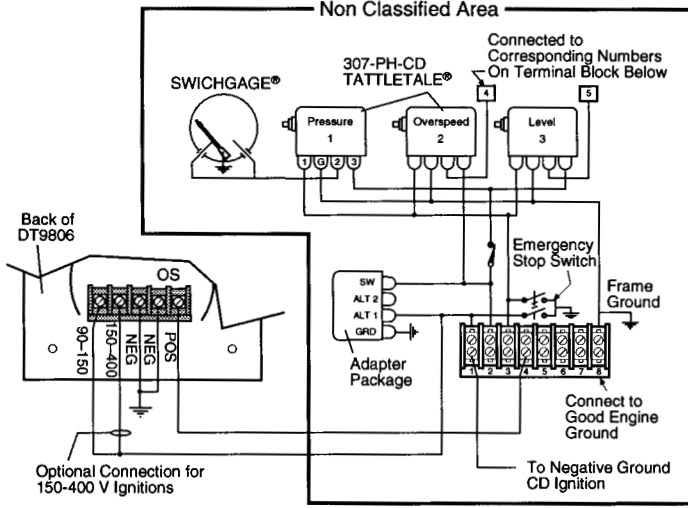 Non Classified Area
Connected to
Corresponding Numbers
On Terminal Block Below
307-PH-CD
TATTLETALE®
SWICHGAGE®
4
5
Pressure
1
Overspeed
2
Level
3
1 G 2 3
Back of
DT9806
OS
90-150
150-400
NEG
NEG
POS
SW
ALT 2
ALT 1
GRD
Adapter
Package
Emergency
Stop Switch
Frame
Ground
1 2 3 4 5 6 7 8
Connect to
Good Engine
Ground
Optional Connection for
150-400 V Ignitions
To Negative Ground
CD Ignition